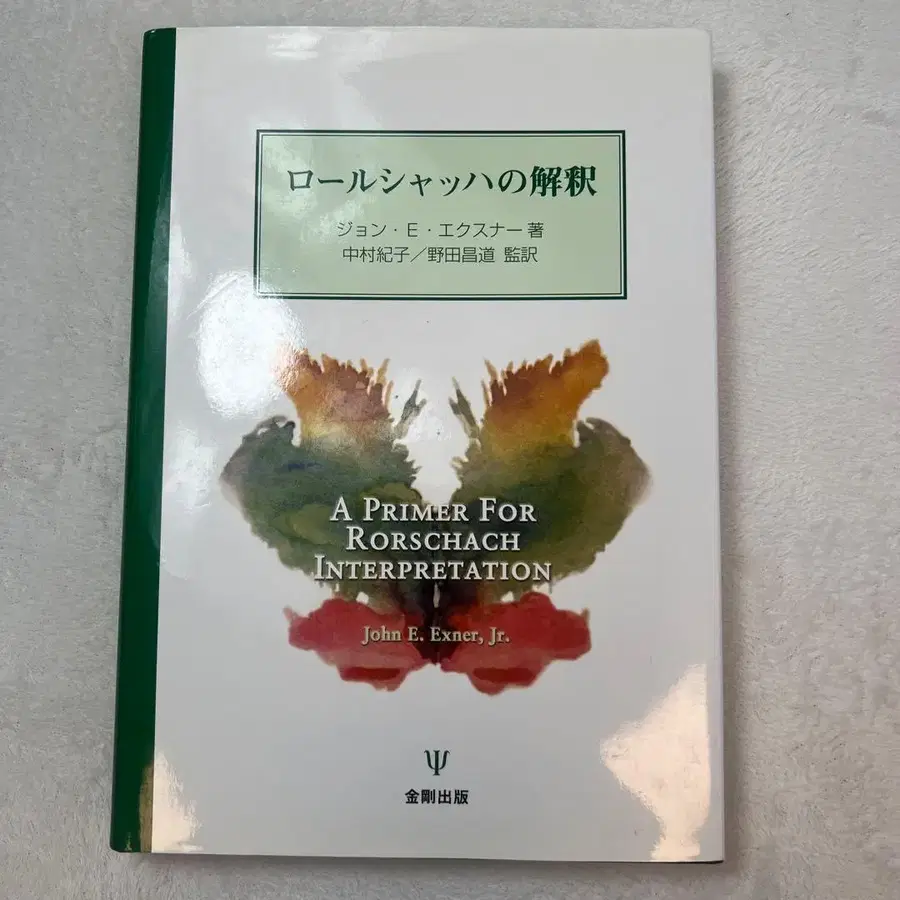 ロールシャッハの解釈
ジョン・E・エクスナー 著
中村紀子／野田昌道 監訳
A PRIMER FOR
RORSCHACH
INTERPRETATION
John E. Exner, Jr.
Ψ
金剛出版